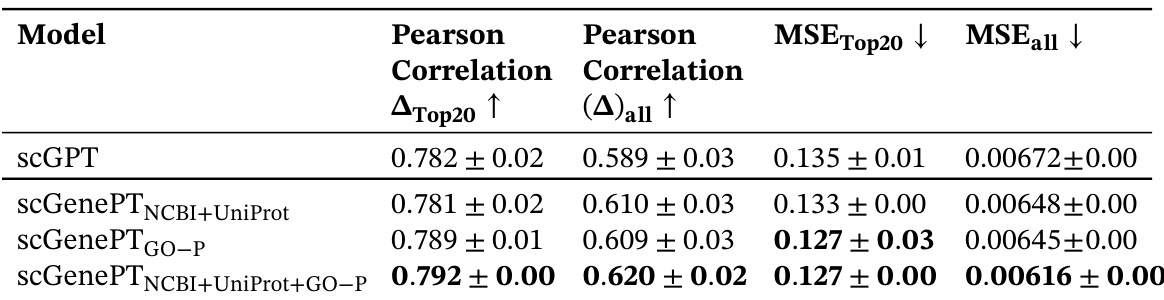 Model Pearson Correlation Δ_Top20 ↑ Pearson Correlation (Δ)_all ↑ MSE_Top20 ↓ MSE_all ↓
scGPT 0.782 ± 0.02 0.589 ± 0.03 0.135 ± 0.01 0.00672±0.00
scGenePT_NCBI+UniProt 0.781 ± 0.02 0.610 ± 0.03 0.133 ± 0.00 0.00648±0.00
scGenePT_GO−P 0.789 ± 0.01 0.609 ± 0.03 0.127 ± 0.03 0.00645±0.00
scGenePT_NCBI+UniProt+GO−P 0.792 ± 0.00 0.620 ± 0.02 0.127 ± 0.00 0.00616 ± 0.00